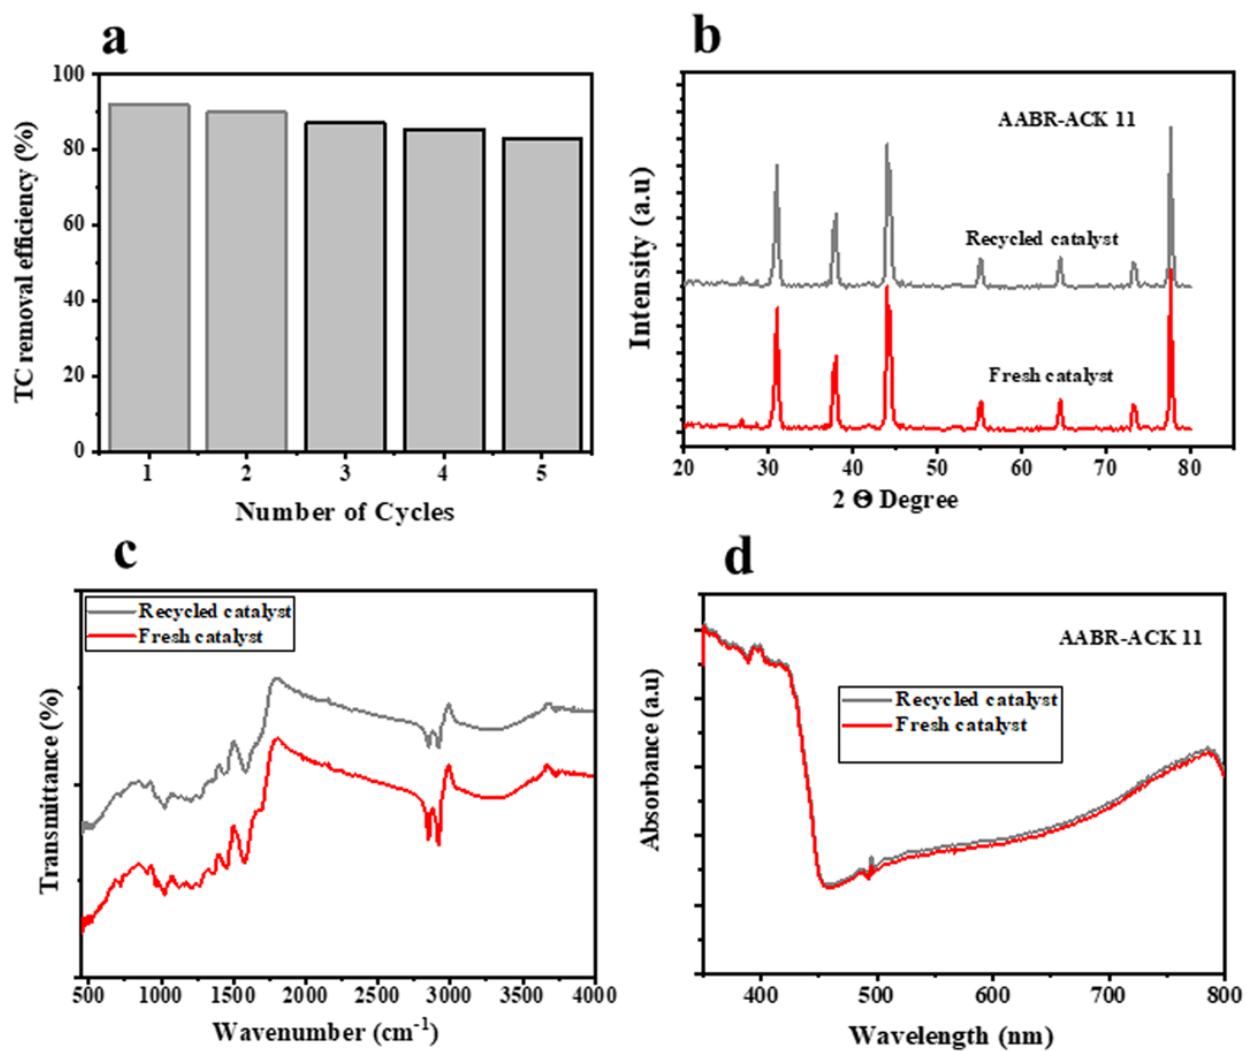 a
TC removal efficiency (%)
100
80
60
40
20
0
1 2 3 4 5
Number of Cycles
b
Intensity (a.u)
AABR-ACK 11
Recycled catalyst
Fresh catalyst
20 30 40 50 60 70 80
2 Θ Degree
c
Transmittance (%)
Recycled catalyst
Fresh catalyst
500 1000 1500 2000 2500 3000 3500 4000
Wavenumber (cm⁻¹)
d
Absorbance (a.u)
AABR-ACK 11
Recycled catalyst
Fresh catalyst
400 500 600 700 800
Wavelength (nm)